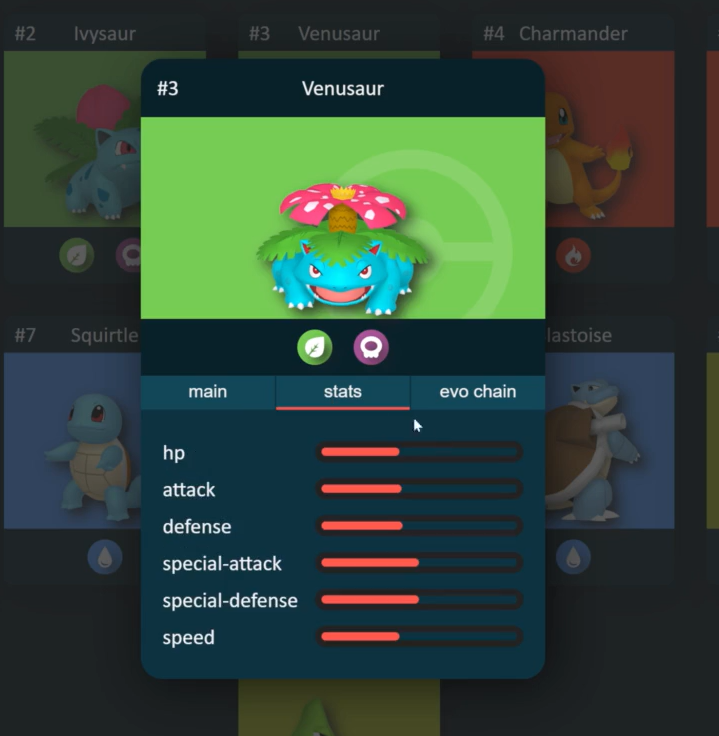 #2 Ivysaur
#3 Venusaur
#4 Charmander
#3 Venusaur
#7 Squirtle
lastoise
main
stats
evo chain
hp
attack
defense
special-attack
special-defense
speed